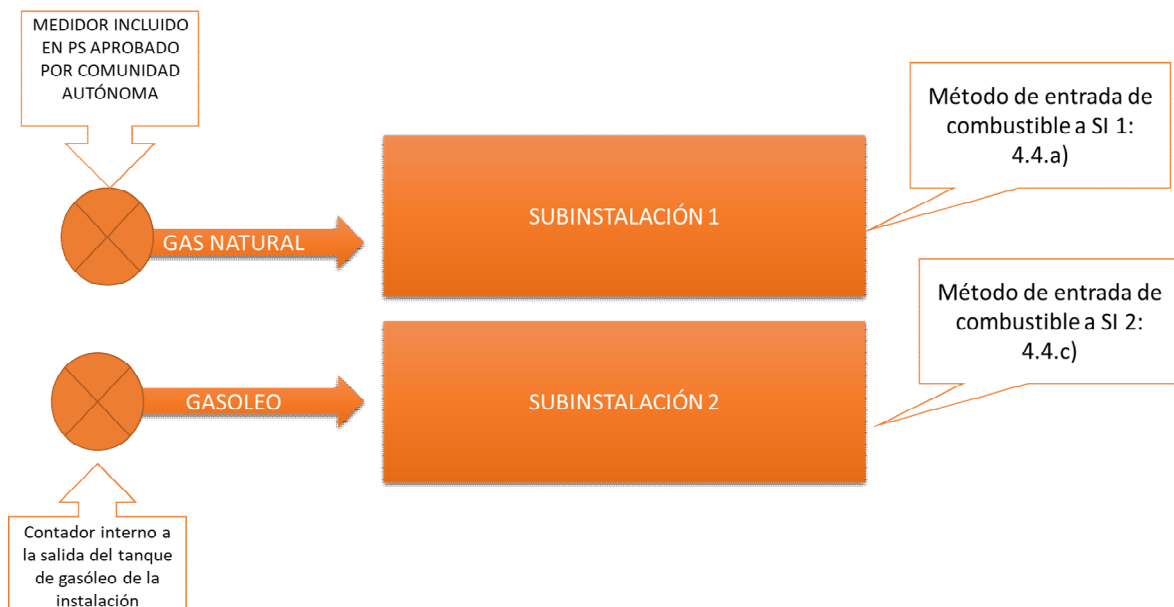 MEDIDOR INCLUIDO
EN PS APROBADO
POR COMUNIDAD
AUTÓNOMA
GAS NATURAL
SUBINSTALACIÓN 1
Método de entrada de
combustible a SI 1:
4.4.a)
GASOLEO
SUBINSTALACIÓN 2
Método de entrada de
combustible a SI 2:
4.4.c)
Contador interno a
la salida del tanque
de gasóleo de la
instalación